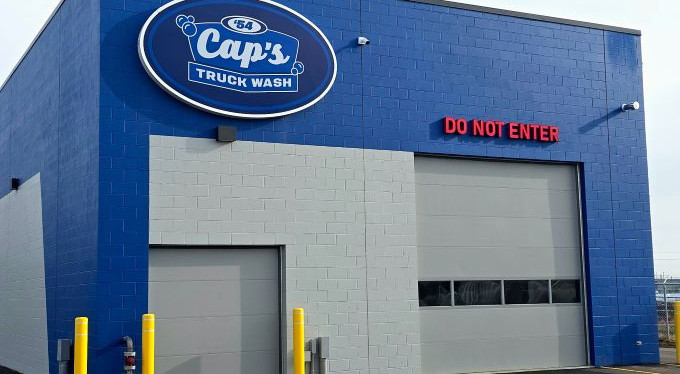 '54
Cap's
TRUCK WASH
DO NOT ENTER